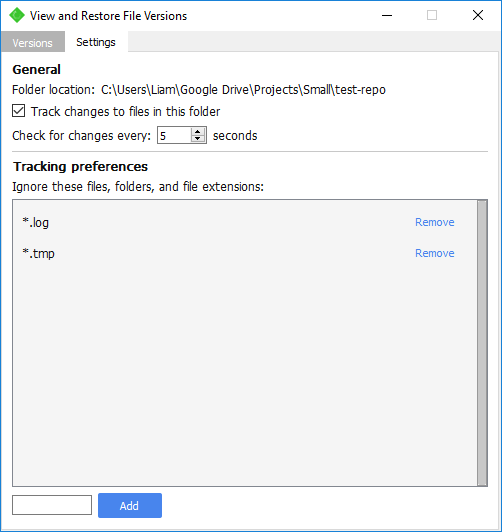 View and Restore File Versions
Versions Settings
General
Folder location: C:\Users\Liam\Google Drive\Projects\Small\test-repo
Track changes to files in this folder
Check for changes every: 5 seconds
Tracking preferences
Ignore these files, folders, and file extensions:
*.log Remove
*.tmp Remove
Add